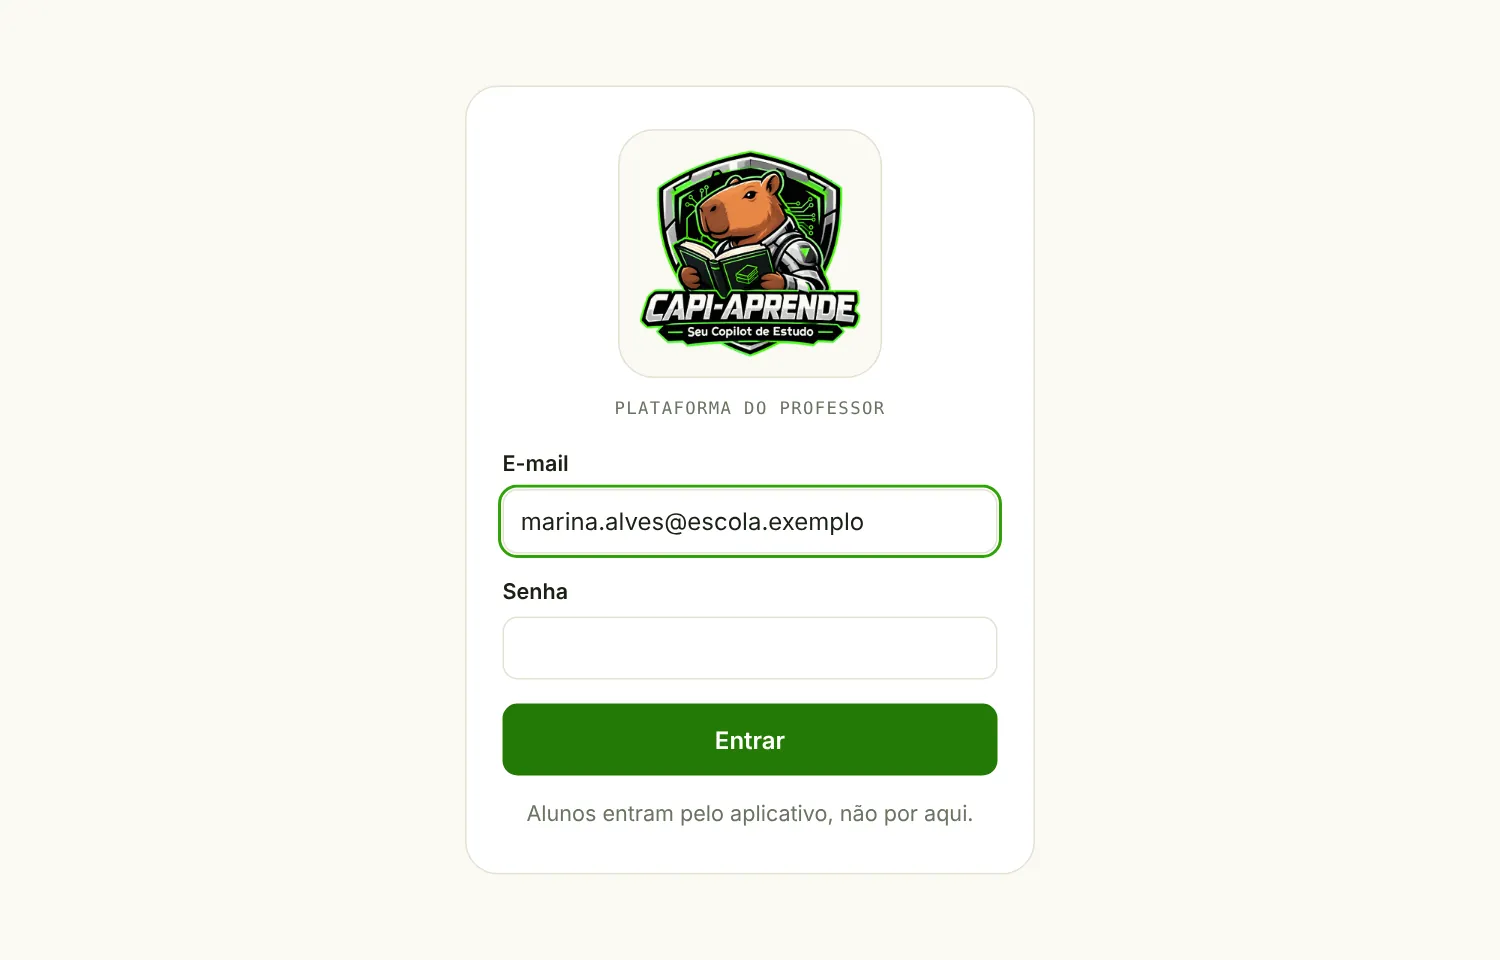 CAPI-APRENDE
Seu Copilot de Estudo
PLATAFORMA DO PROFESSOR
E-mail
marina.alves@escola.exemplo
Senha
Entrar
Alunos entram pelo aplicativo, não por aqui.